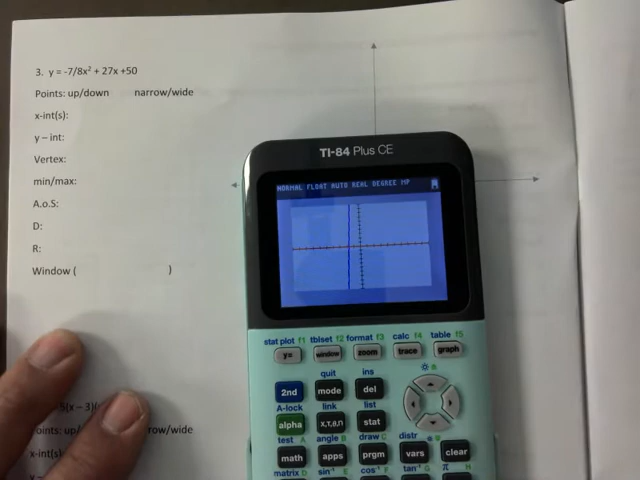 3. y = -7/8x² + 27x +50
Points: up/down narrow/wide
x-int(s):
y – int:
Vertex:
min/max:
A.o.S:
D:
R:
Window ( )
TI-84 Plus CE
NORMAL FLOAT AUTO REAL DEGREE MP
stat plot f1 tblset f2 format f3 calc f4 table f5
y= window zoom trace graph
quit ins
2nd mode del
A-lock link list
alpha X,T,θ,n stat
test A angle B draw C distr
math apps prgm vars clear
matrix D sin⁻¹ E cos⁻¹ F tan⁻¹ G π H
5(x – 3)(
oints: up/ row/wide
x-int(s)